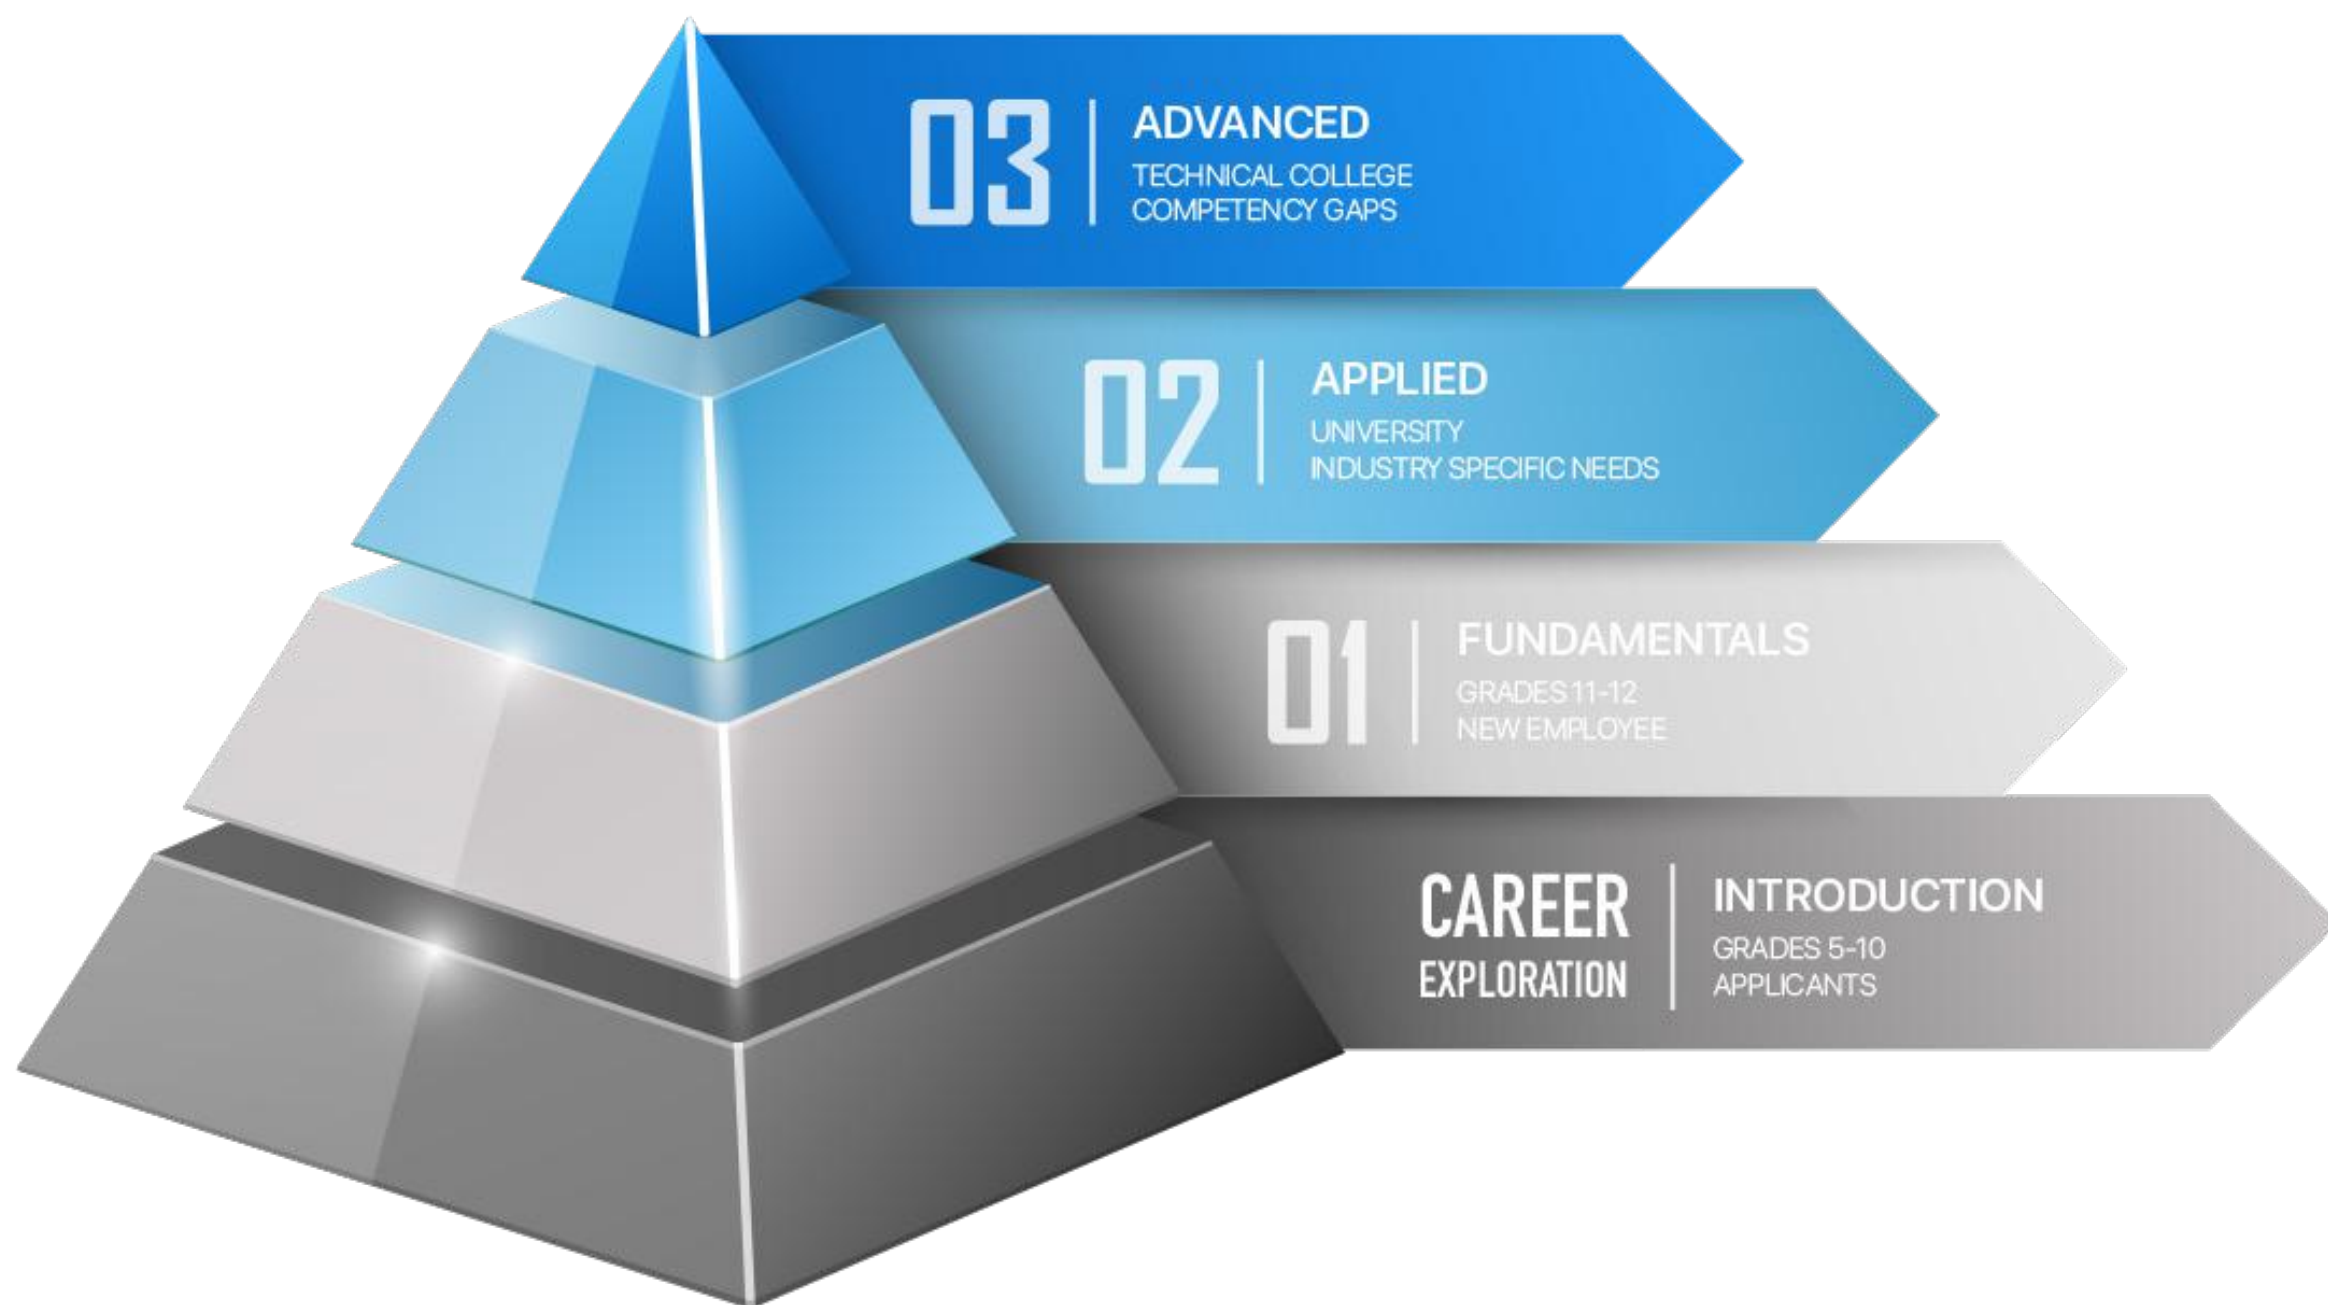 03
ADVANCED
TECHNICAL COLLEGE
COMPETENCY GAPS
02
APPLIED
UNIVERSITY
INDUSTRY SPECIFIC NEEDS
01
FUNDAMENTALS
GRADES 11-12
NEW EMPLOYEE
CAREER
EXPLORATION
INTRODUCTION
GRADES 5-10
APPLICANTS